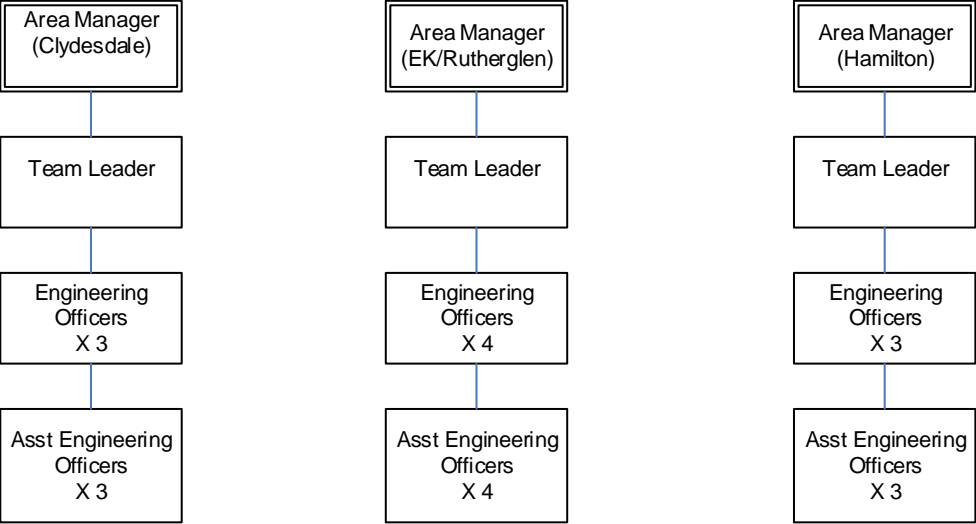 Area Manager
(Clydesdale)
Team Leader
Engineering
Officers
X 3
Asst Engineering
Officers
X 3
Area Manager
(EK/Rutherglen)
Team Leader
Engineering
Officers
X 4
Asst Engineering
Officers
X 4
Area Manager
(Hamilton)
Team Leader
Engineering
Officers
X 3
Asst Engineering
Officers
X 3